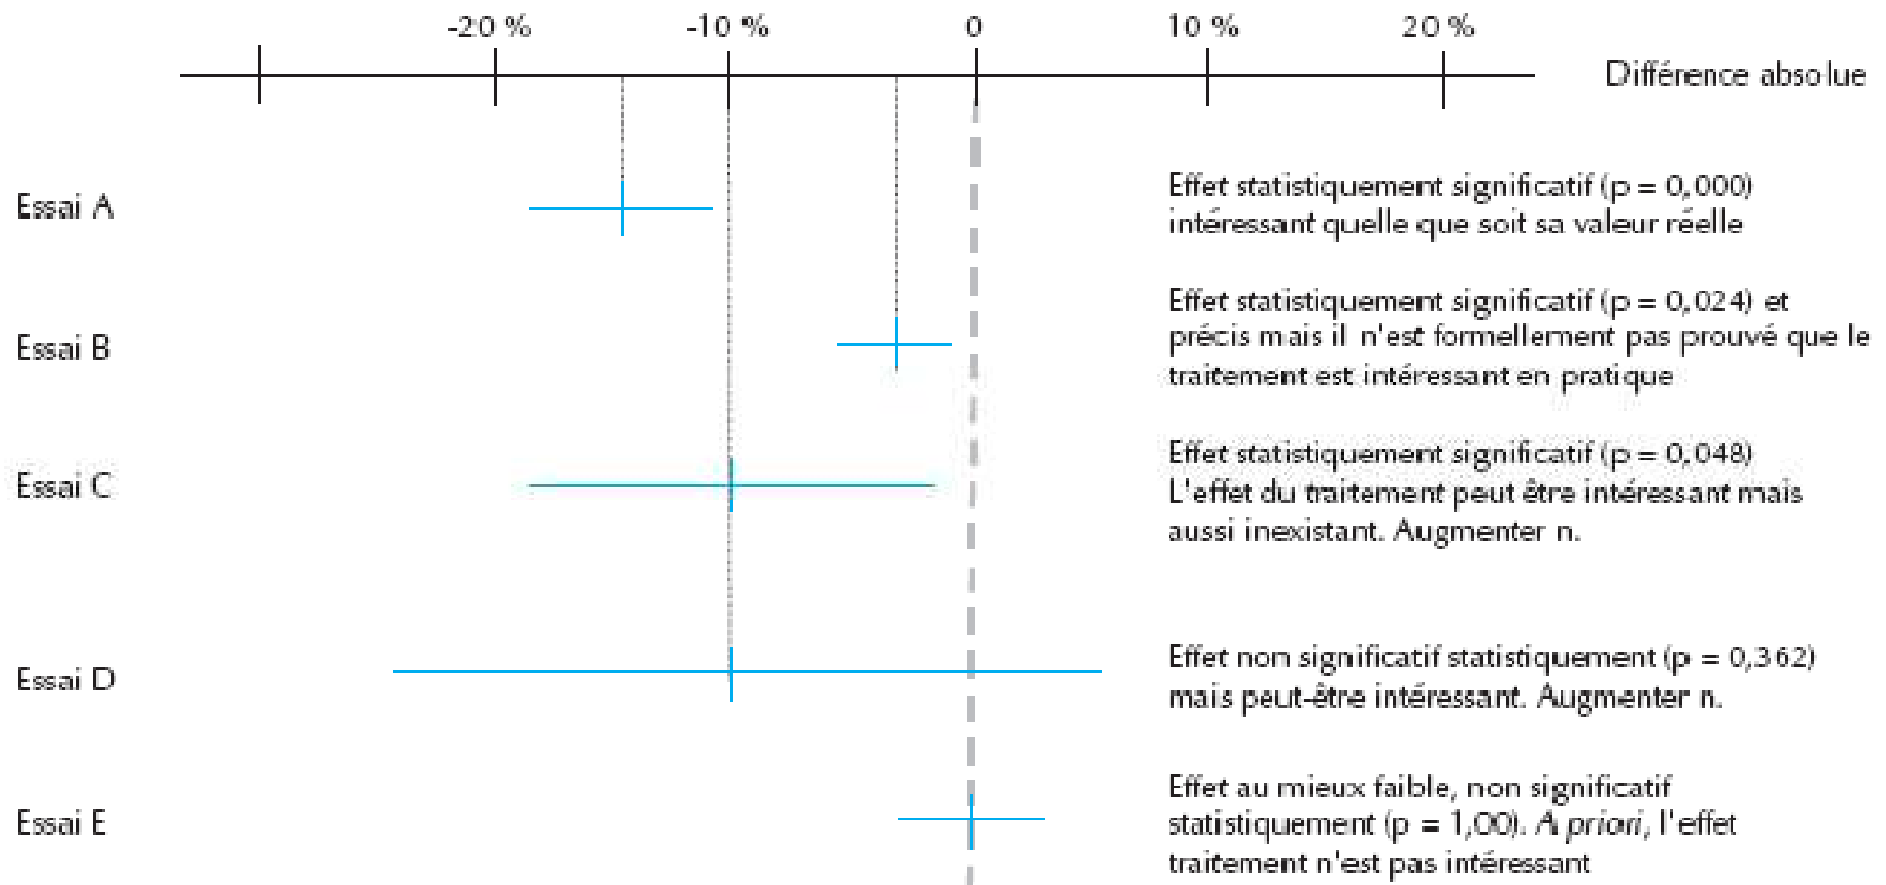 -20 % -10 % 0 10 % 20 %
Différence absolue
Essai A
Effet statistiquement significatif (p = 0,000)
intéressant quelle que soit sa valeur réelle
Essai B
Effet statistiquement significatif (p = 0,024) et
précis mais il n'est formellement pas prouvé que le
traitement est intéressant en pratique
Essai C
Effet statistiquement significatif (p = 0,048)
L'effet du traitement peut être intéressant mais
aussi inexistant. Augmenter n.
Essai D
Effet non significatif statistiquement (p = 0,362)
mais peut-être intéressant. Augmenter n.
Essai E
Effet au mieux faible, non significatif
statistiquement (p = 1,00). A priori, l'effet
traitement n'est pas intéressant